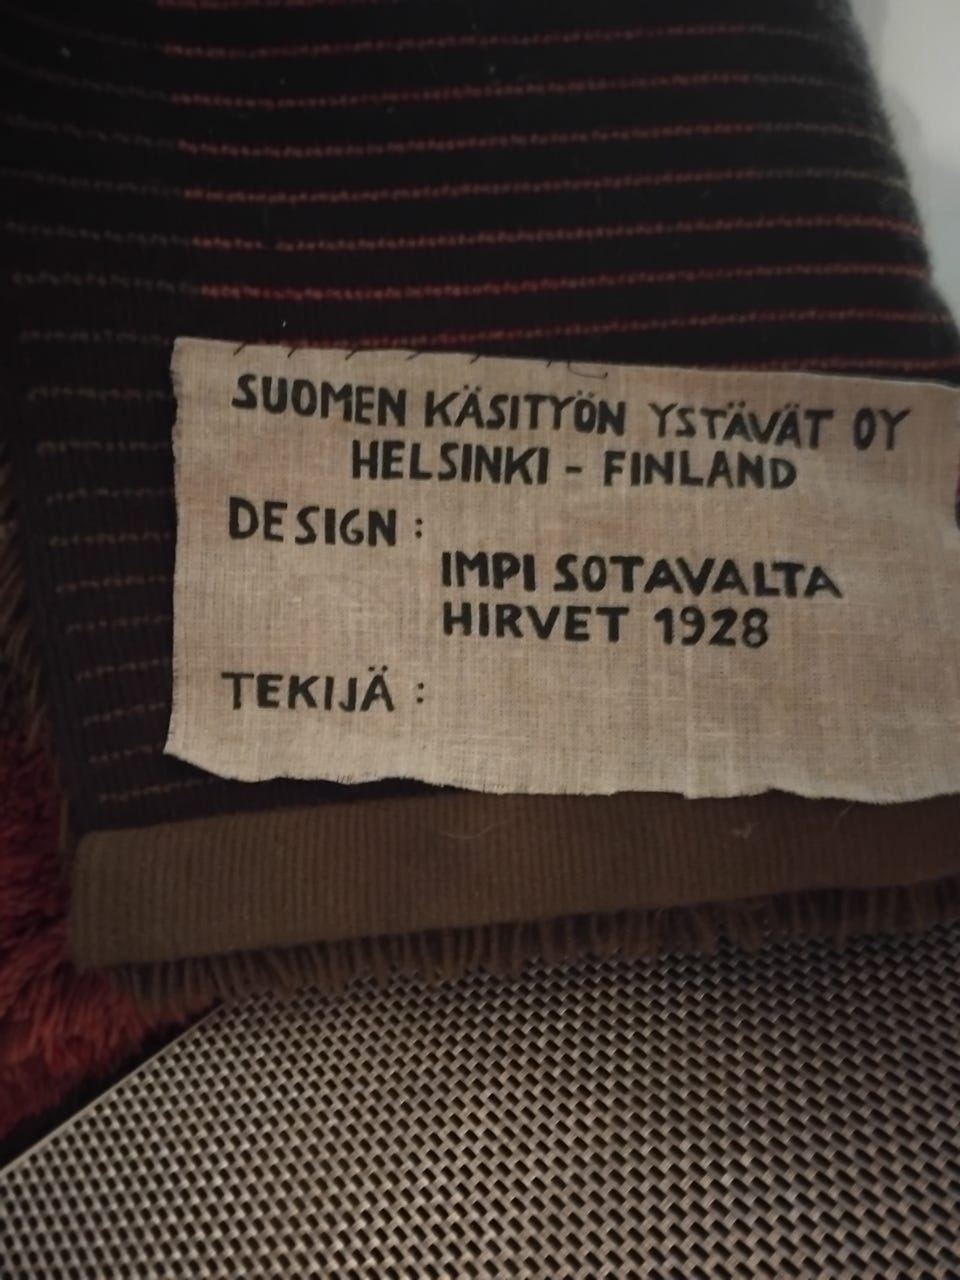 SUOMEN KÄSITYÖN YSTÄVÄT OY
HELSINKI - FINLAND
DESIGN :
IMPI SOTAVALTA
HIRVET 1928
TEKIJÄ :